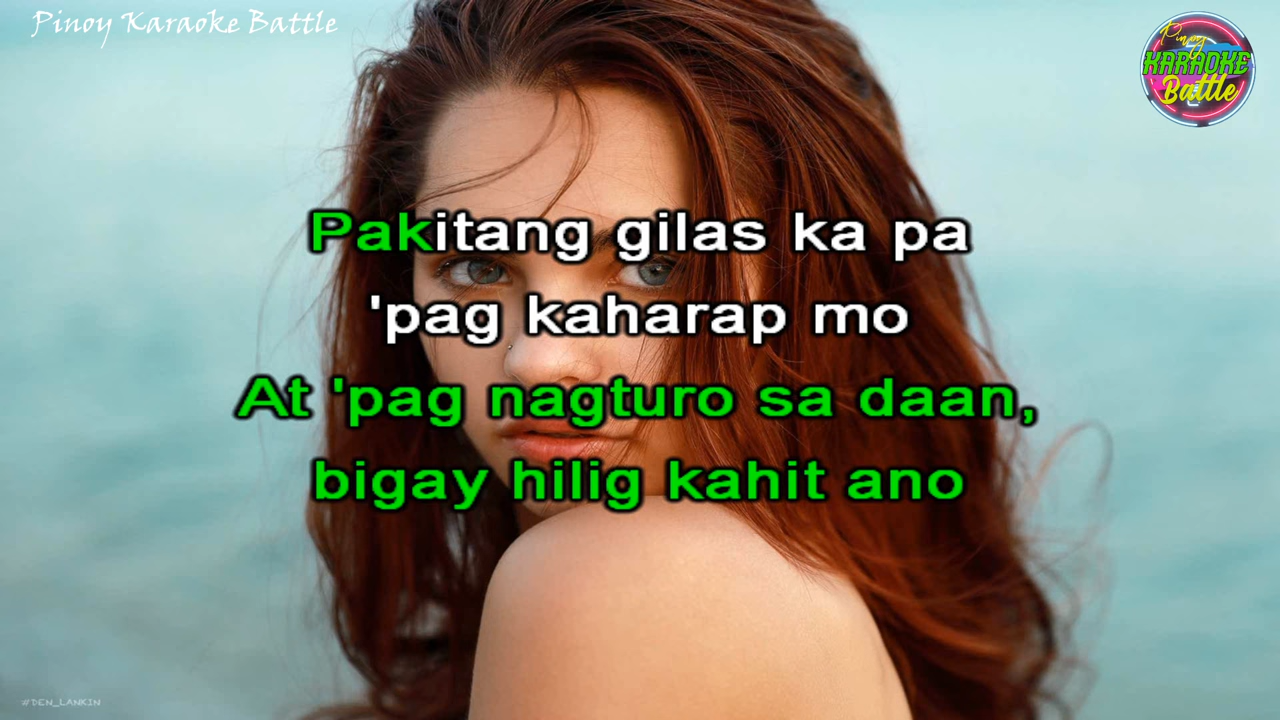 Pinoy Karaoke Battle
Pinoy
KARAOKE
Battle
Pakitang gilas ka pa
'pag kaharap mo
At 'pag nagturo sa daan,
bigay hilig kahit ano
#DEN_LANKIN